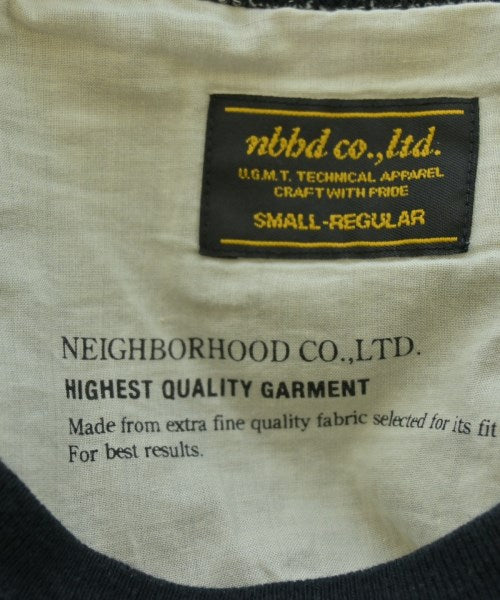 nbhd co.,ltd.
U.G.M.T. TECHNICAL APPAREL
CRAFT WITH PRIDE
SMALL-REGULAR
NEIGHBORHOOD CO.,LTD.
HIGHEST QUALITY GARMENT
Made from extra fine quality fabric selected for its fit
For best results.